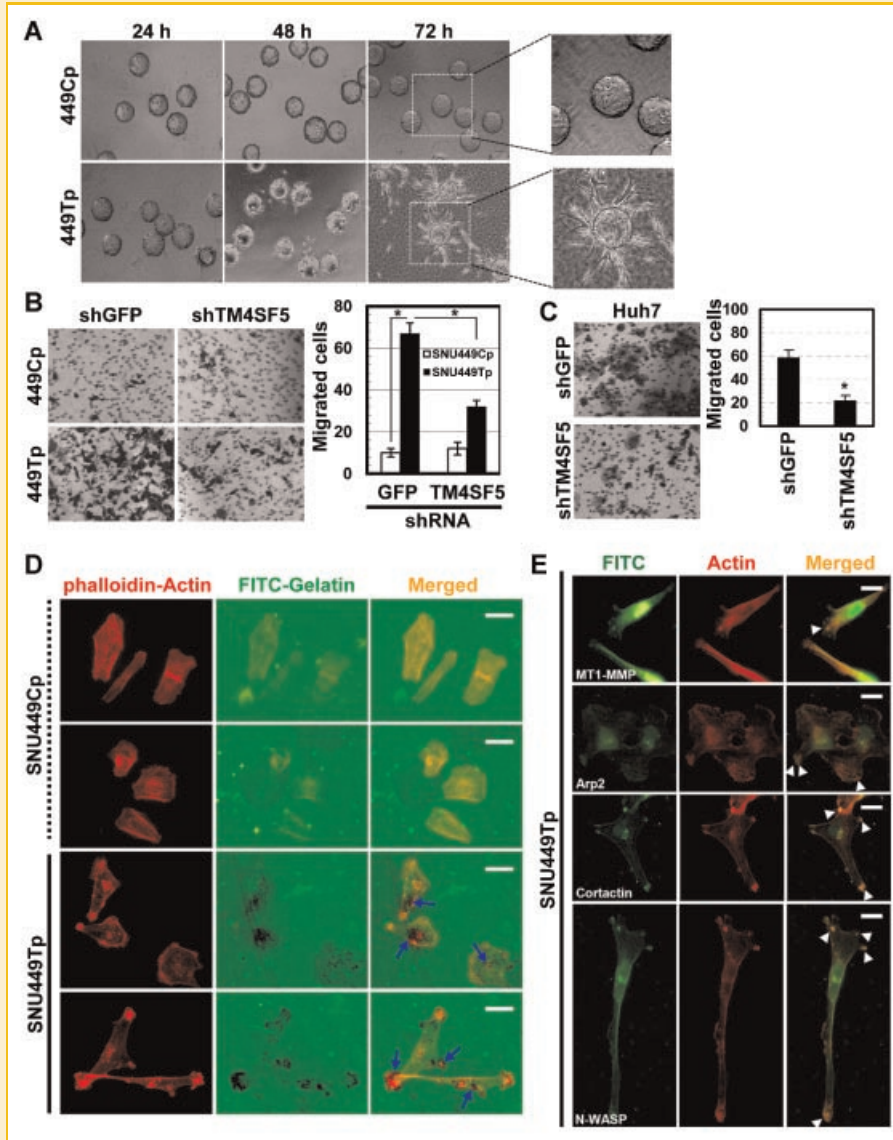 A
24 h 48 h 72 h
449Cp
449Tp
B
shGFP shTM4SF5
449Cp
449Tp
Migrated cells
80
60
40
20
0
* *
SNU449Cp
SNU449Tp
GFP TM4SF5
shRNA
C
Huh7
shGFP
shTM4SF5
Migrated cells
100
80
60
40
20
0
*
shGFP
shTM4SF5
D
phalloidin-Actin FITC-Gelatin Merged
SNU449Cp
SNU449Tp
E
FITC Actin Merged
SNU449Tp
MT1-MMP
Arp2
Cortactin
N-WASP